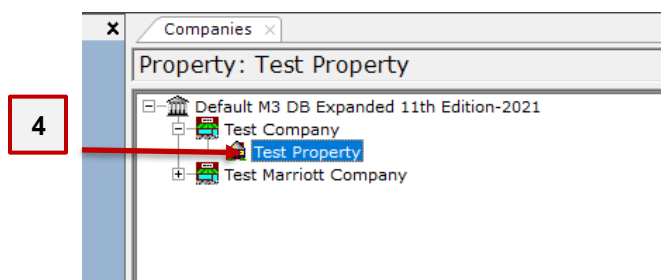 x Companies ×
Property: Test Property
Default M3 DB Expanded 11th Edition-2021
4
Test Company
Test Property
Test Marriott Company